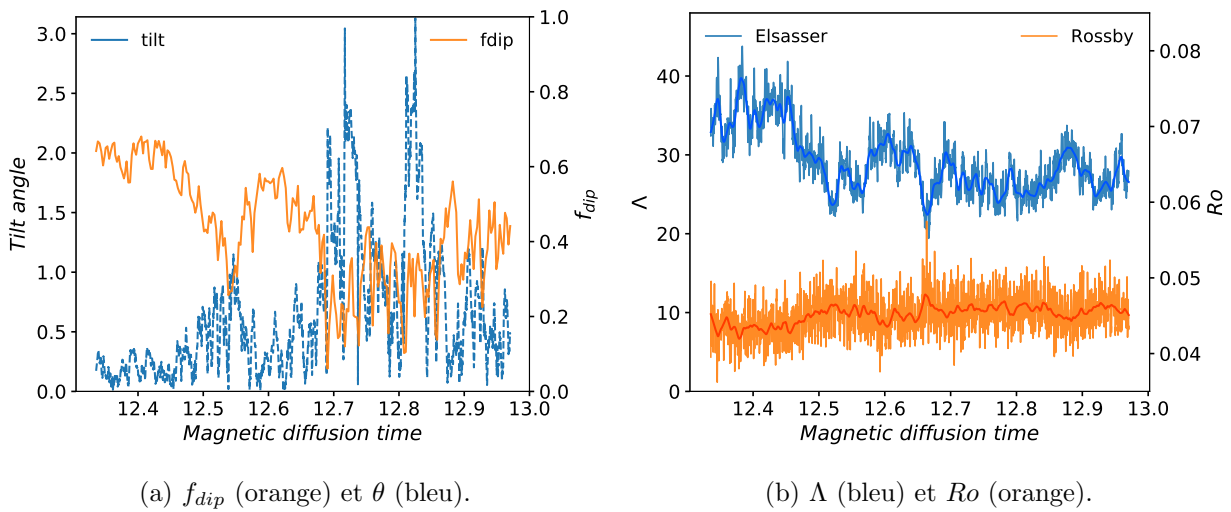 tilt
fdip
3.0
2.5
2.0
1.5
1.0
0.5
0.0
1.0
0.8
0.6
0.4
0.2
0.0
12.4 12.5 12.6 12.7 12.8 12.9 13.0
Tilt angle
f_dip
Magnetic diffusion time
Elsasser
Rossby
40
30
20
10
0
0.08
0.07
0.06
0.05
0.04
12.4 12.5 12.6 12.7 12.8 12.9 13.0
Λ
Ro
Magnetic diffusion time
(a) f_dip (orange) et θ (bleu).
(b) Λ (bleu) et Ro (orange).